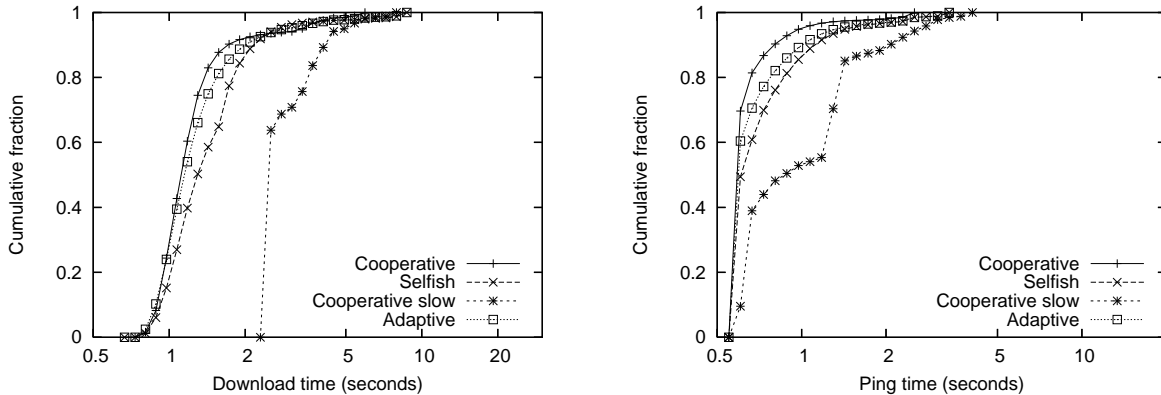 Cumulative fraction
1
0.8
0.6
0.4
0.2
0
0.5
1
2
5
10
20
Download time (seconds)
Cooperative
Selfish
Cooperative slow
Adaptive
Cumulative fraction
1
0.8
0.6
0.4
0.2
0
0.5
1
2
5
10
Ping time (seconds)
Cooperative
Selfish
Cooperative slow
Adaptive